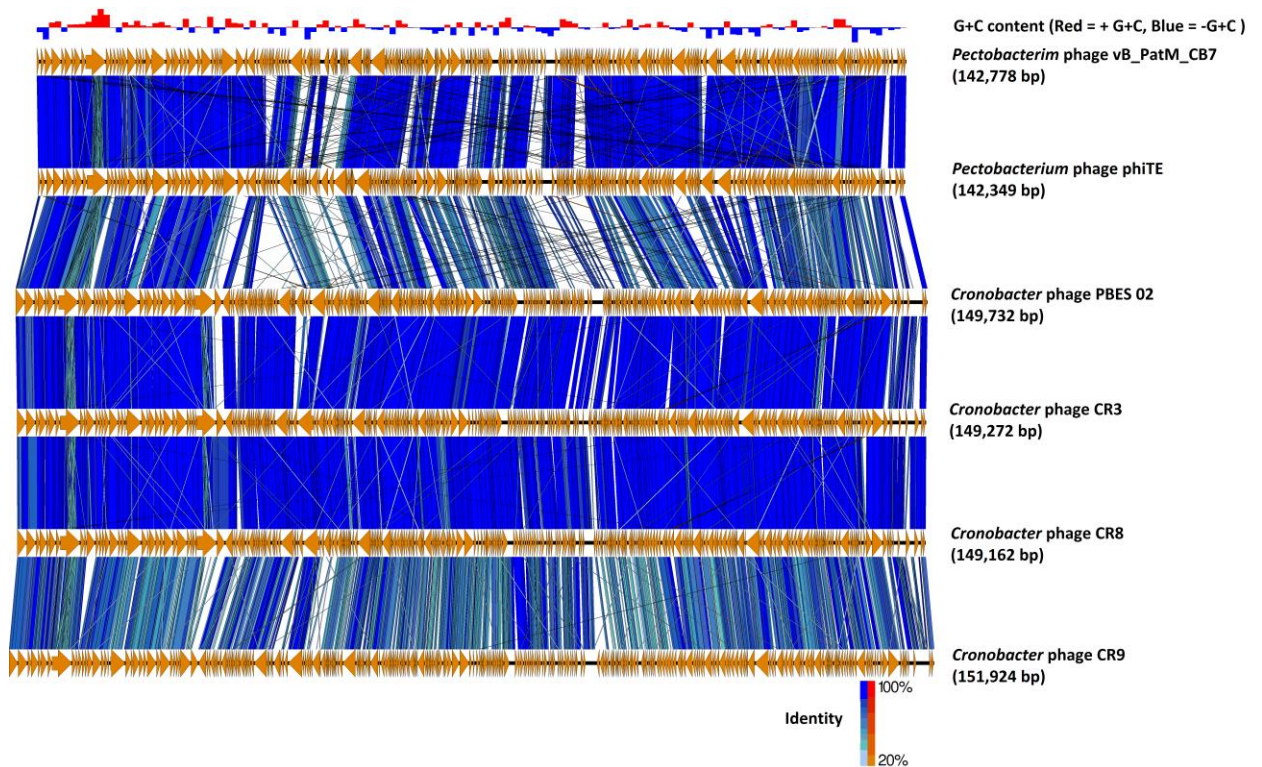 G+C content (Red = + G+C, Blue = -G+C )
Pectobacterim phage vB_PatM_CB7
(142,778 bp)
Pectobacterium phage phiTE
(142,349 bp)
Cronobacter phage PBES 02
(149,732 bp)
Cronobacter phage CR3
(149,272 bp)
Cronobacter phage CR8
(149,162 bp)
Cronobacter phage CR9
(151,924 bp)
100%
Identity
20%